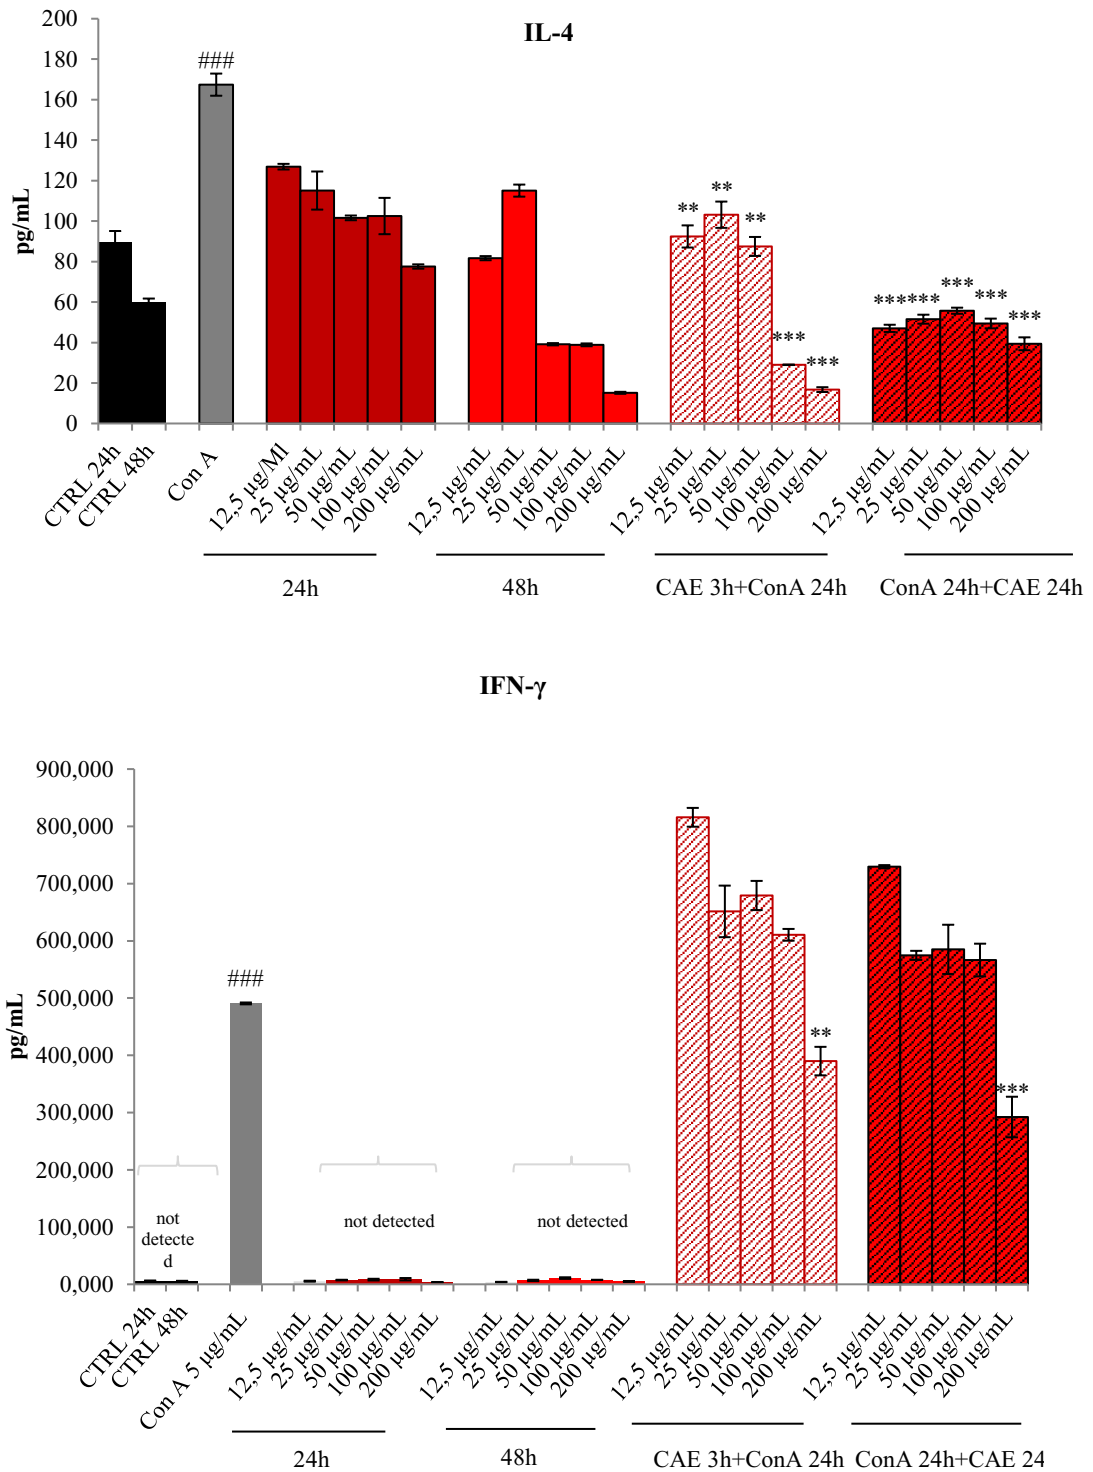 IL-4
200
180
160
140
120
100
80
60
40
20
0
pg/mL
###
** ** ** *** ***
*** *** *** *** ***
CTRL 24h
CTRL 48h
Con A
12,5 µg/Ml
25 µg/mL
50 µg/mL
100 µg/mL
200 µg/mL
12,5 µg/mL
25 µg/mL
50 µg/mL
100 µg/mL
200 µg/mL
12,5 µg/mL
25 µg/mL
50 µg/mL
100 µg/mL
200 µg/mL
12,5 µg/mL
25 µg/mL
50 µg/mL
100 µg/mL
200 µg/mL
24h
48h
CAE 3h+ConA 24h
ConA 24h+CAE 24h
IFN-γ
900,000
800,000
700,000
600,000
500,000
400,000
300,000
200,000
100,000
0,000
pg/mL
###
**
***
not
detecte
d
not detected
not detected
CTRL 24h
CTRL 48h
Con A 5 µg/mL
12,5 µg/mL
25 µg/mL
50 µg/mL
100 µg/mL
200 µg/mL
12,5 µg/mL
25 µg/mL
50 µg/mL
100 µg/mL
200 µg/mL
12,5 µg/mL
25 µg/mL
50 µg/mL
100 µg/mL
200 µg/mL
12,5 µg/mL
25 µg/mL
50 µg/mL
100 µg/mL
200 µg/mL
24h
48h
CAE 3h+ConA 24h
ConA 24h+CAE 24